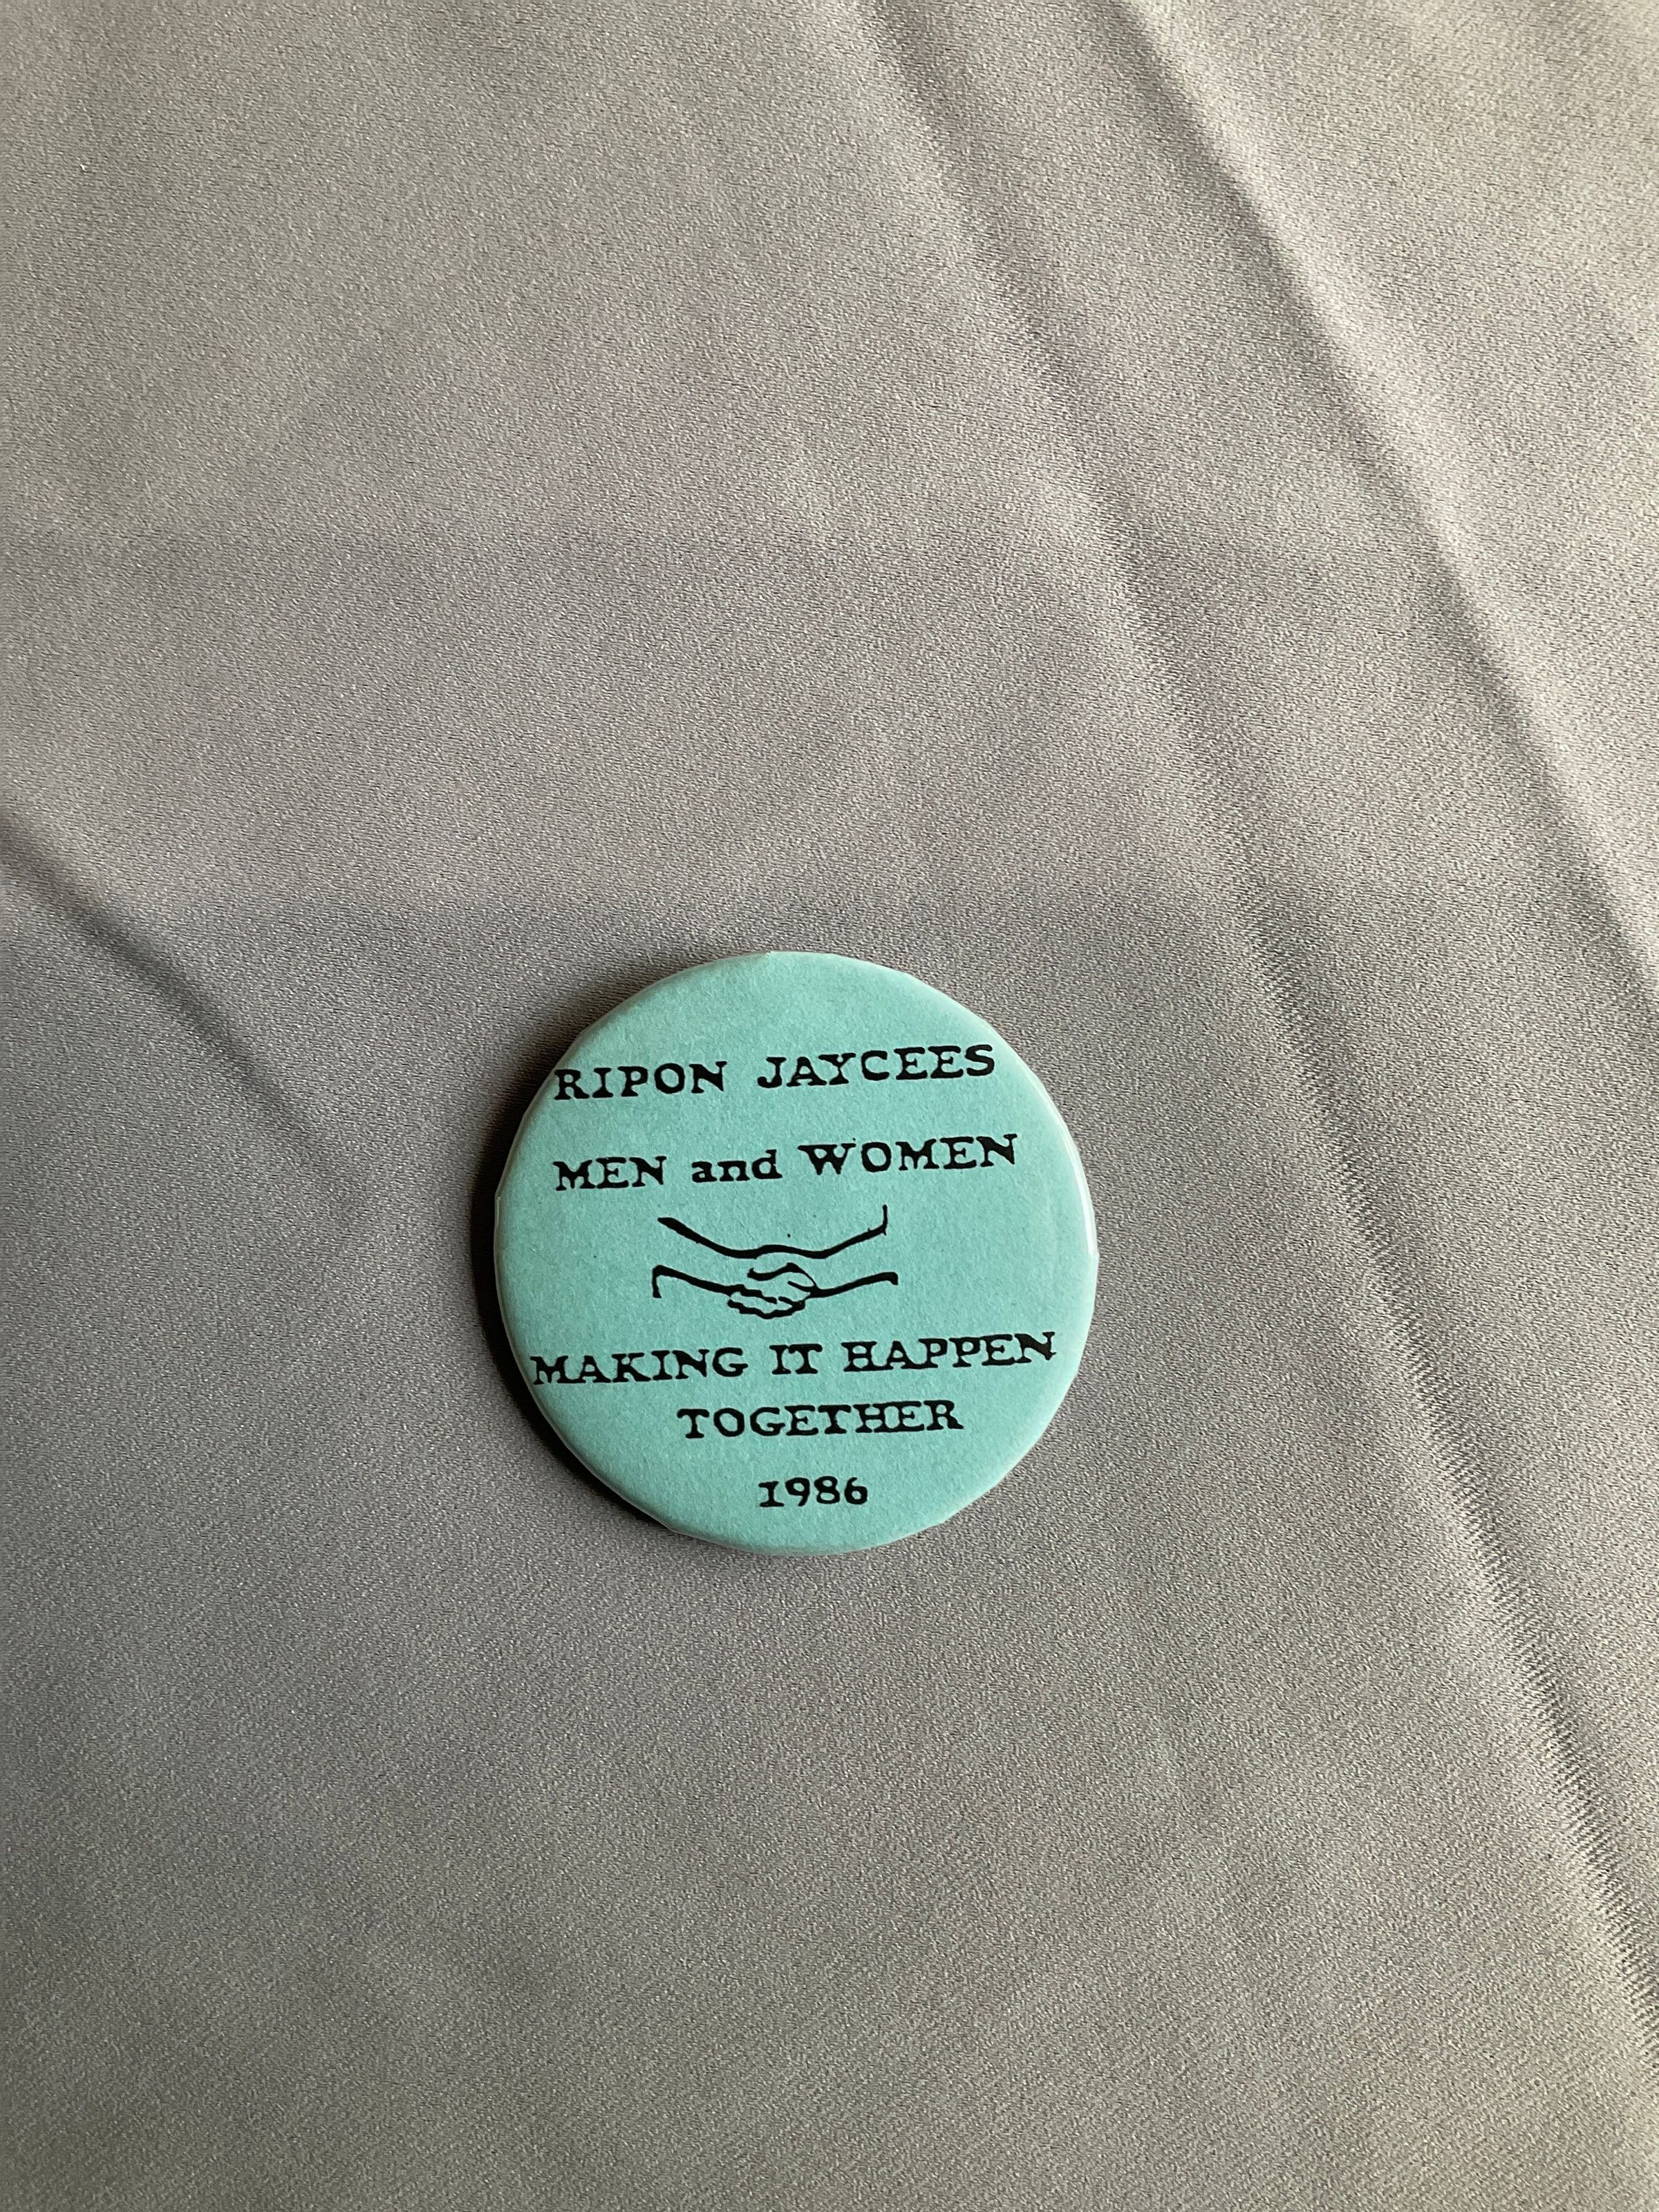 RIPON JAYCEES
MEN and WOMEN
MAKING IT HAPPEN
TOGETHER
1986